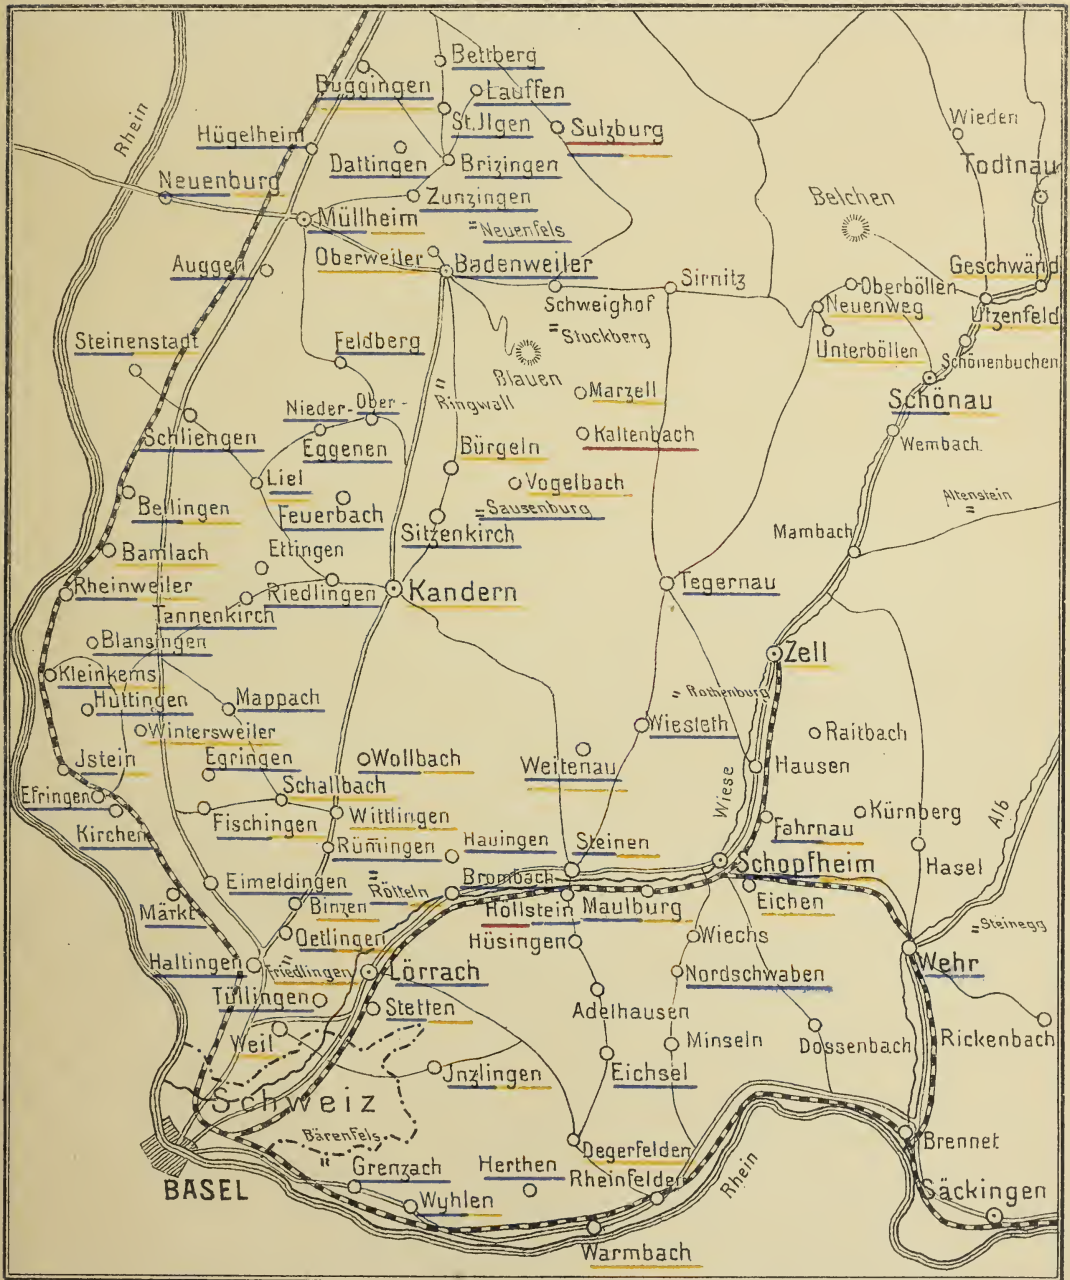 Bettberg
Buggingen
Lauffen
Rhein
St.Jlgen
Wieden
Hügelheim
Sulzburg
Dattingen
Brizingen
Todtnau
Neuenburg
Zunzingen
Belchen
Müllheim
Neuenfels
Oberweiler
Badenweiler
Auggen
Geschwänd
Sirnitz
Oberböllen
Schweighof
Neuenweg
Utzenfeld
Stockberg
Steinenstadt
Feldberg
Unterböllen
Schönenbuchen
Blauen
Marzell
Ringwall
Schönau
Nieder-
Ober-
Schliengen
Eggenen
Kaltenbach
Bürgeln
Wembach
Liel
Vogelbach
Altenstein
Bellingen
Feuerbach
Sausenburg
Sitzenkirch
Mambach
Bamlach
Ettingen
Rheinweiler
Riedlingen
Kandern
Tegernau
Tannenkirch
Blansingen
Zell
Kleinkems
Rothenburg
Huttingen
Mappach
Wiesleth
Wintersweiler
Raitbach
Jstein
Egringen
Wollbach
Weitenau
Hausen
Efringen
Schallbach
Wiese
Alb
Kirchen
Fischingen
Wittlingen
Kürnberg
Fahrnau
Rümingen
Hauingen
Steinen
Schopfheim
Hasel
Eimeldingen
Rötteln
Brombach
Märkt
Binzen
Höllstein
Maulburg
Eichen
Oetlingen
Hüsingen
Wiechs
Steinegg
Haltingen
Friedlingen
Lörrach
Wehr
Nordschwaben
Tüllingen
Stetten
Adelhausen
Weil
Minseln
Dossenbach
Rickenbach
Jnzlingen
Eichsel
Schweiz
Bärenfels
Degerfelden
Brennet
Grenzach
Herthen
Rheinfelden
Rhein
BASEL
Wyhlen
Säckingen
Warmbach